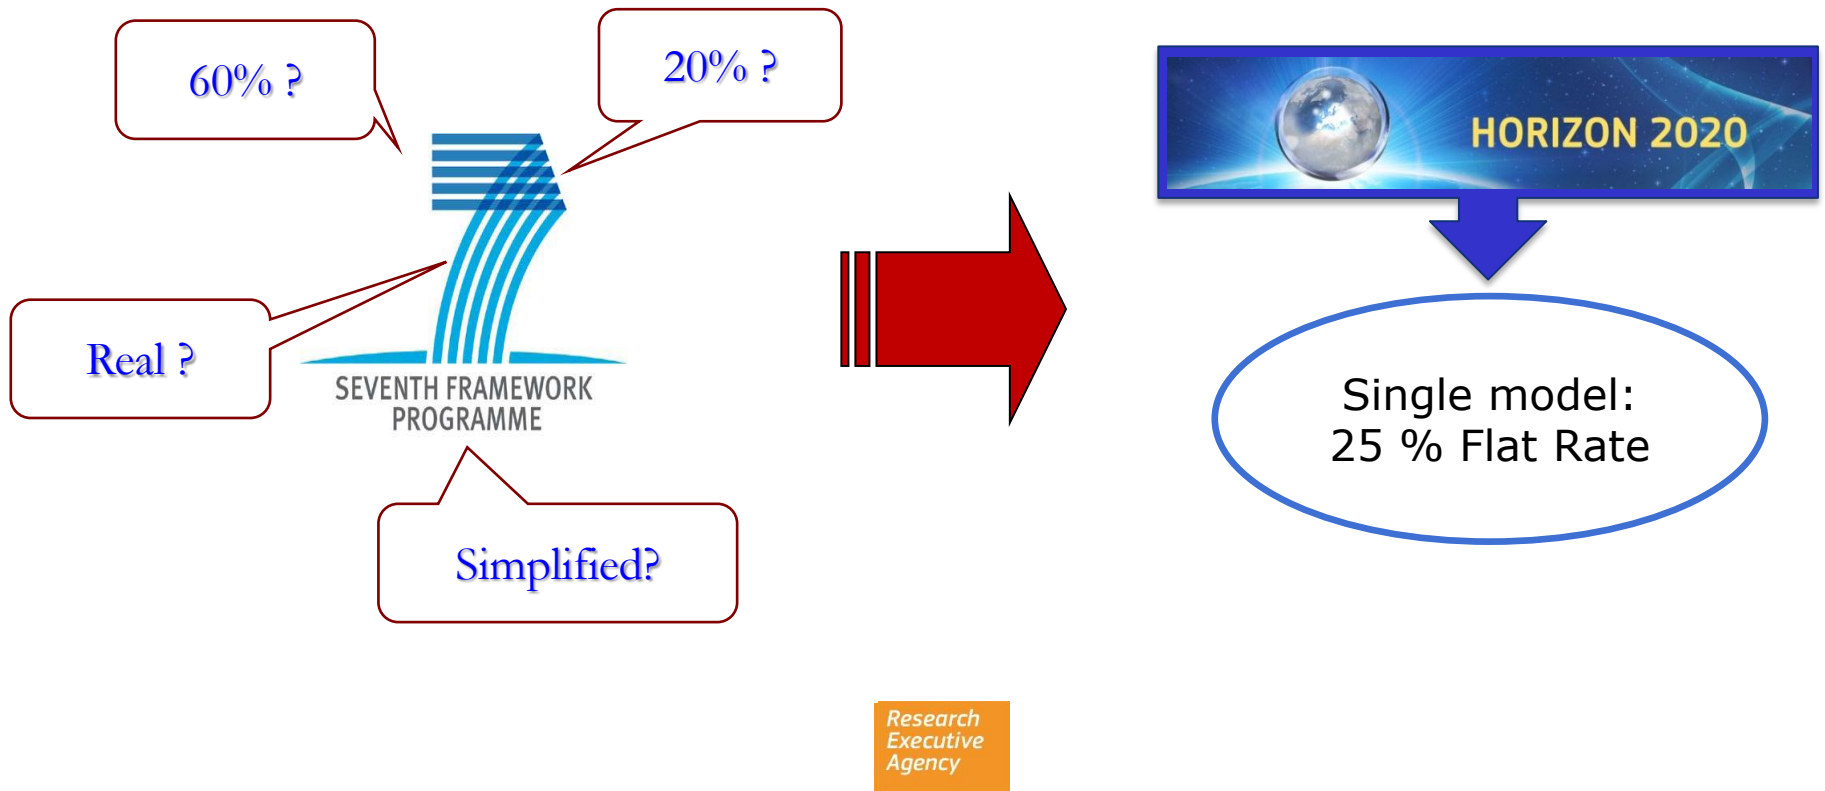 60% ?
20% ?
Real ?
SEVENTH FRAMEWORK
PROGRAMME
Simplified?
HORIZON 2020
Single model:
25 % Flat Rate
Research
Executive
Agency